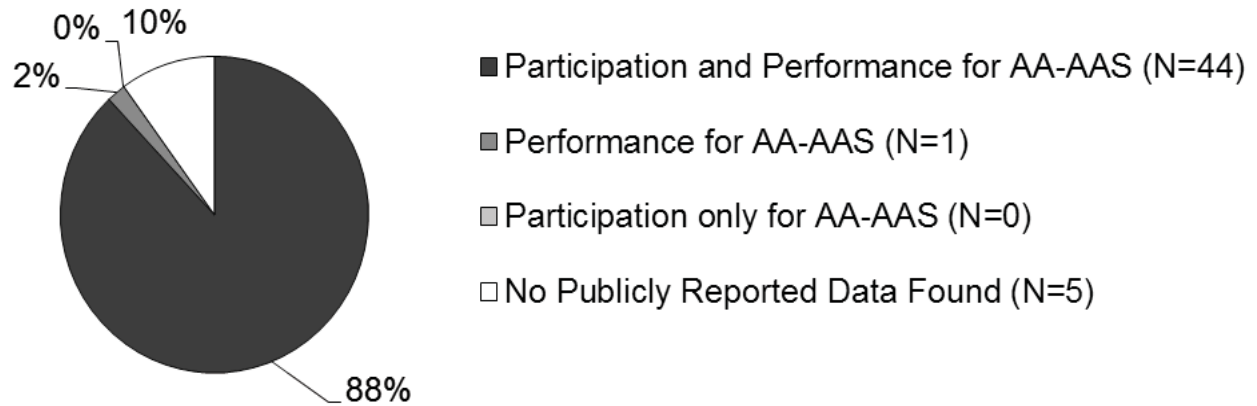 0% 10%
2%
Participation and Performance for AA-AAS (N=44)
Performance for AA-AAS (N=1)
Participation only for AA-AAS (N=0)
No Publicly Reported Data Found (N=5)
88%